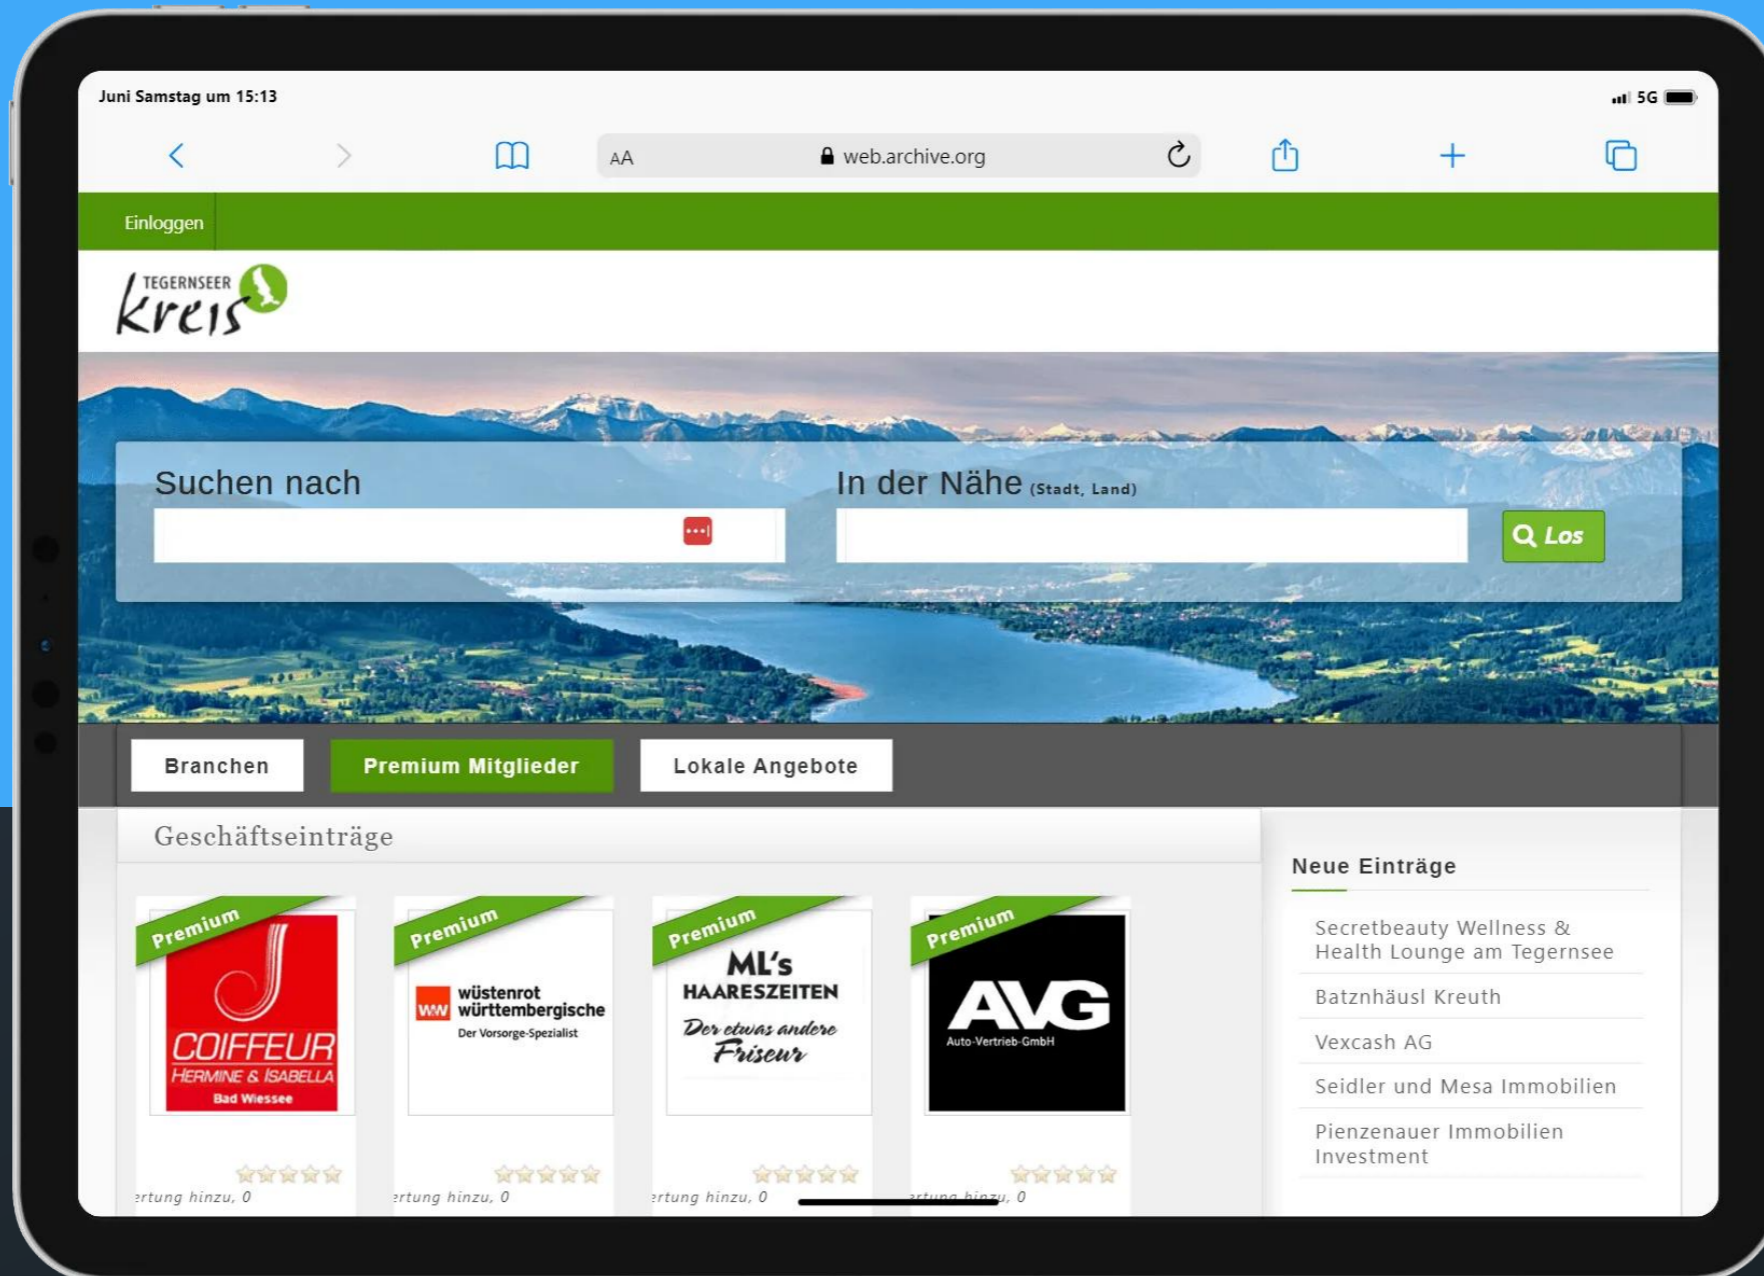 Juni Samstag um 15:13
5G
AA
web.archive.org
Einloggen
TEGERNSEER
kreis
Suchen nach
In der Nähe (Stadt, Land)
Los
Branchen
Premium Mitglieder
Lokale Angebote
Geschäftseinträge
Premium
COIFFEUR
HERMINE & ISABELLA
Bad Wiessee
ertung hinzu, 0
Premium
ww
wüstenrot
württembergische
Der Vorsorge-Spezialist
ertung hinzu, 0
Premium
ML's
HAARESZEITEN
Der etwas andere
Friseur
ertung hinzu, 0
Premium
AVG
Auto-Vertrieb-GmbH
ertung hinzu, 0
Neue Einträge
Secretbeauty Wellness &
Health Lounge am Tegernsee
Batznhäusl Kreuth
Vexcash AG
Seidler und Mesa Immobilien
Pienzenauer Immobilien
Investment